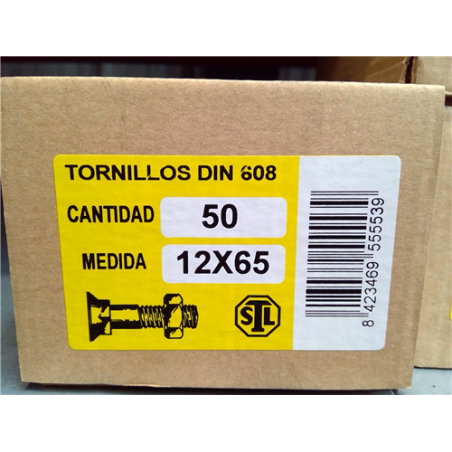 TORNILLOS DIN 608
CANTIDAD 50
MEDIDA 12X65
STL
8 423469 555539